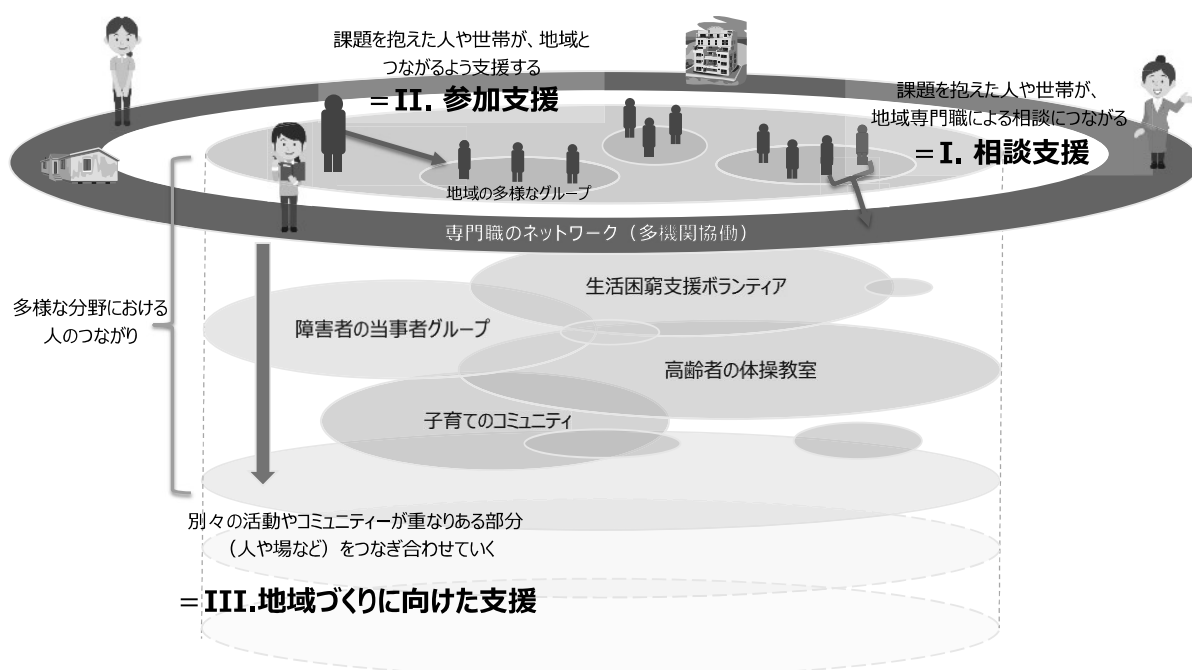 課題を抱えた人や世帯が、地域と
つながるよう支援する
＝II. 参加支援
課題を抱えた人や世帯が、
地域専門職による相談につながる
＝I. 相談支援
地域の多様なグループ
専門職のネットワーク（多機関協働）
多様な分野における
人のつながり
生活困窮支援ボランティア
障害者の当事者グループ
高齢者の体操教室
子育てのコミュニティ
別々の活動やコミュニティーが重なりある部分
（人や場など）をつなぎ合わせていく
＝III.地域づくりに向けた支援